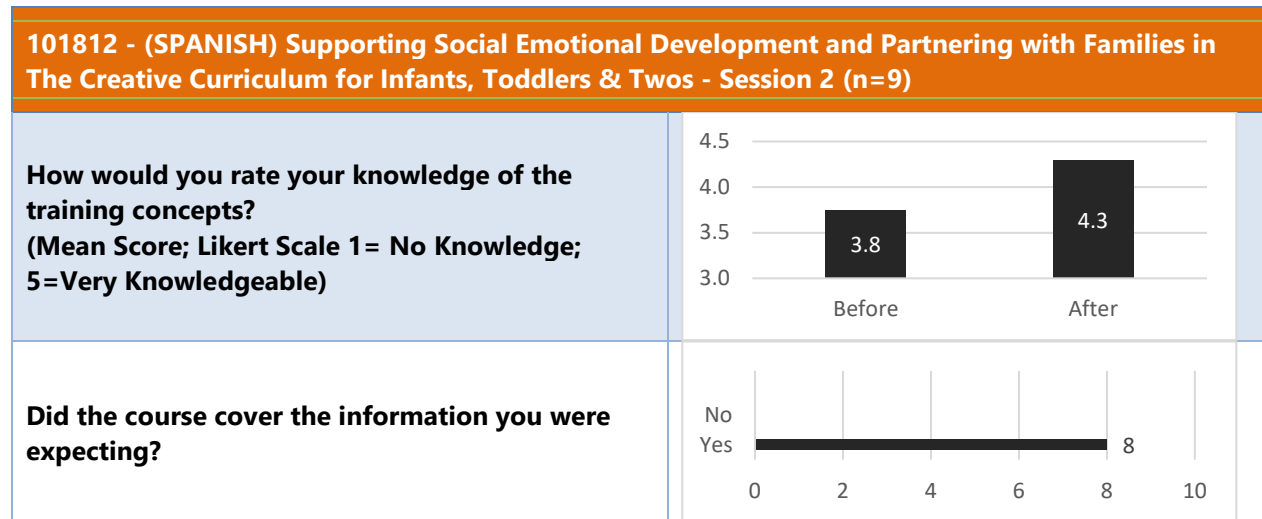 101812 - (SPANISH) Supporting Social Emotional Development and Partnering with Families in
The Creative Curriculum for Infants, Toddlers & Twos - Session 2 (n=9)
How would you rate your knowledge of the
training concepts?
(Mean Score; Likert Scale 1= No Knowledge;
5=Very Knowledgeable)
4.5
4.0
3.5
3.0
3.8
4.3
Before After
Did the course cover the information you were
expecting?
No
Yes
8
0 2 4 6 8 10